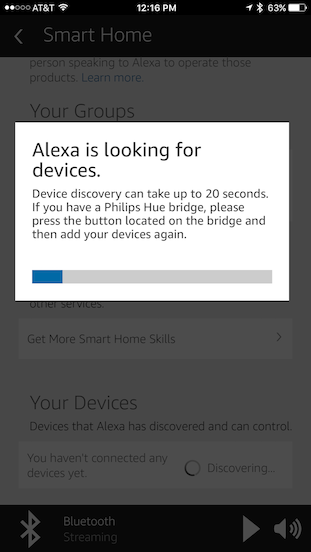 AT&T 12:16 PM 63%
Smart Home
person speaking to Alexa to operate those
products. Learn more.
Your Groups
Alexa is looking for
devices.
Device discovery can take up to 20 seconds.
If you have a Philips Hue bridge, please
press the button located on the bridge and
then add your devices again.
other services.
Get More Smart Home Skills
Your Devices
Devices that Alexa has discovered and can control.
You haven't connected any
devices yet.
Discovering...
Bluetooth
Streaming